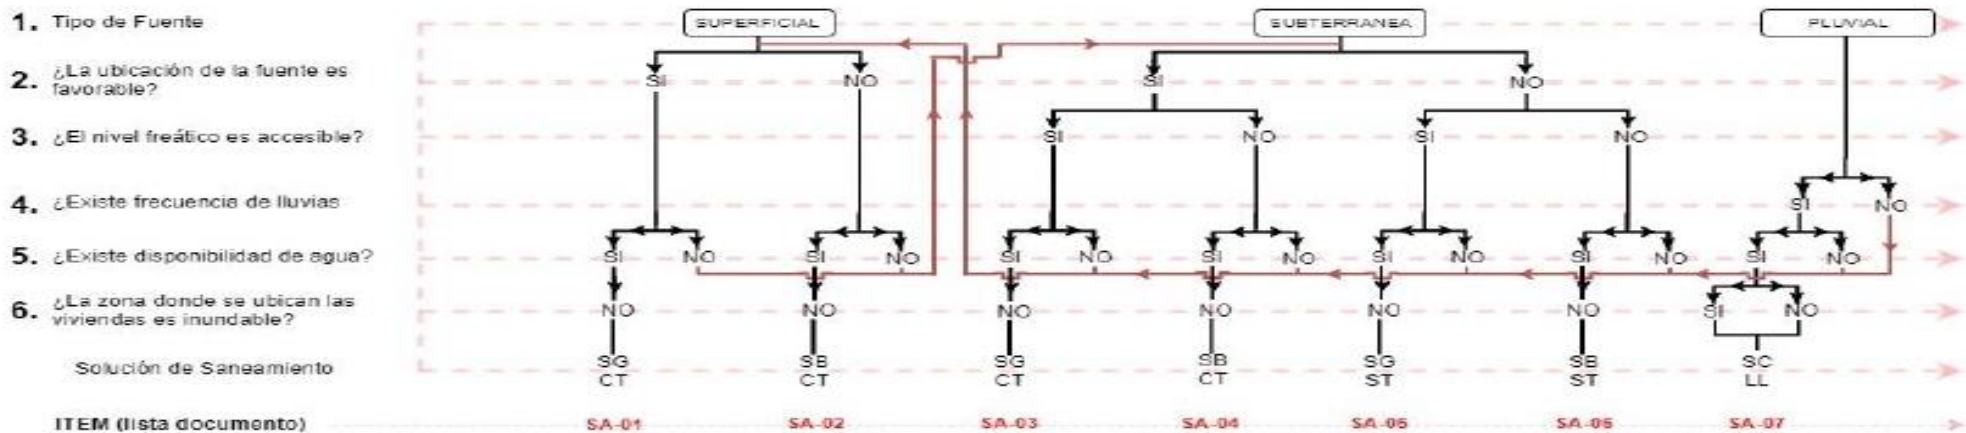 1. Tipo de Fuente SUPERFICIAL SUBTERRANEA PLUVIAL
2. ¿La ubicación de la fuente es favorable? SI NO SI NO
3. ¿El nivel freático es accesible? SI NO SI NO
4. ¿Existe frecuencia de lluvias SI NO
5. ¿Existe disponibilidad de agua? SI NO SI NO SI NO SI NO SI NO SI NO SI NO
6. ¿La zona donde se ubican las viviendas es inundable? NO NO NO NO NO NO SI NO
Solución de Saneamiento SG SB SG SB SG SB SC
CT CT CT CT ST ST LL
ITEM (lista documento) SA-01 SA-02 SA-03 SA-04 SA-05 SA-06 SA-07